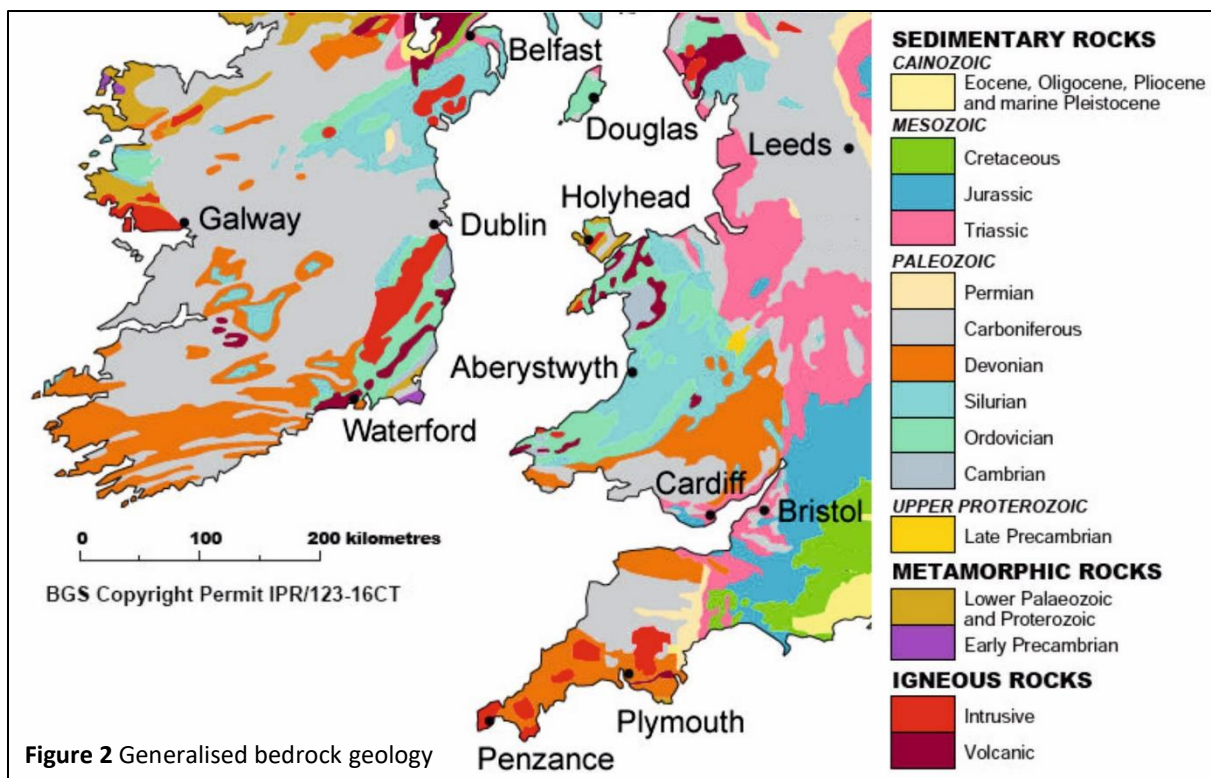 Belfast
Douglas
Leeds
Holyhead
Galway
Dublin
Aberystwyth
Waterford
Cardiff
Bristol
0 100 200 kilometres
BGS Copyright Permit IPR/123-16CT
Plymouth
Penzance
Figure 2 Generalised bedrock geology
SEDIMENTARY ROCKS
CAINOZOIC
Eocene, Oligocene, Pliocene
and marine Pleistocene
MESOZOIC
Cretaceous
Jurassic
Triassic
PALEOZOIC
Permian
Carboniferous
Devonian
Silurian
Ordovician
Cambrian
UPPER PROTEROZOIC
Late Precambrian
METAMORPHIC ROCKS
Lower Palaeozoic
and Proterozoic
Early Precambrian
IGNEOUS ROCKS
Intrusive
Volcanic